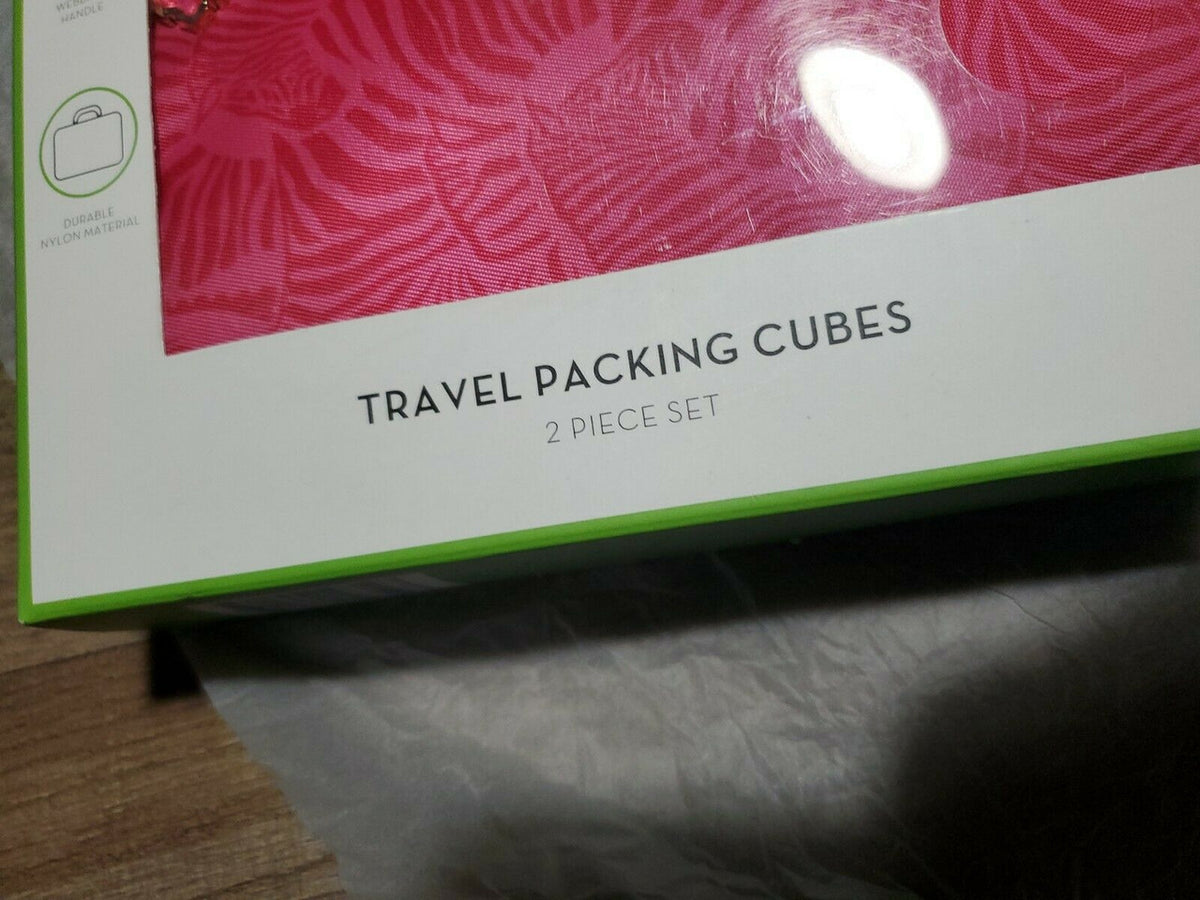 HANDLE
DURABLE
NYLON MATERIAL
TRAVEL PACKING CUBES
2 PIECE SET